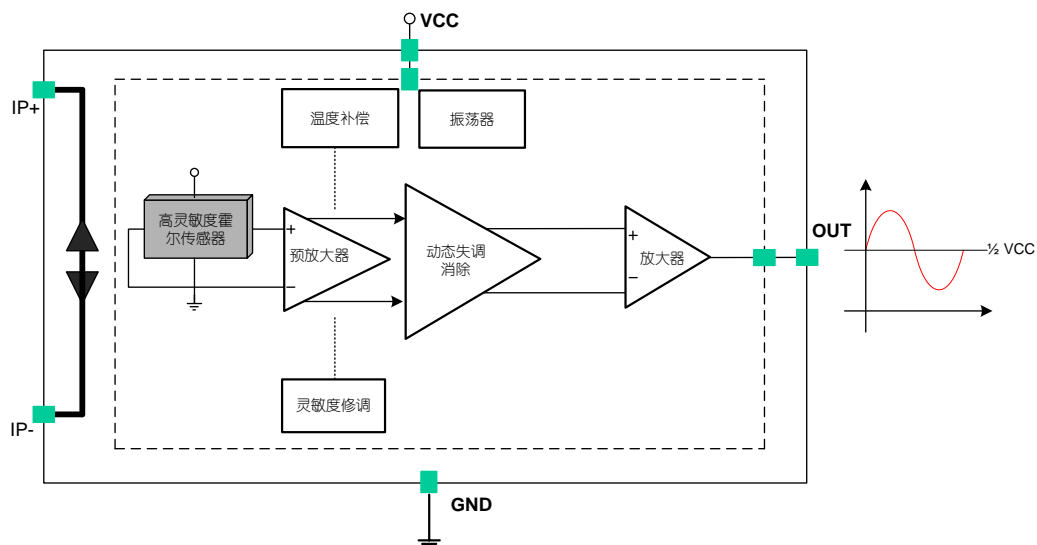 VCC
IP+
温度补偿
振荡器
高灵敏度霍
尔传感器
+
预放大器
−
动态失调
消除
+
放大器
−
OUT
½ VCC
灵敏度修调
IP-
GND